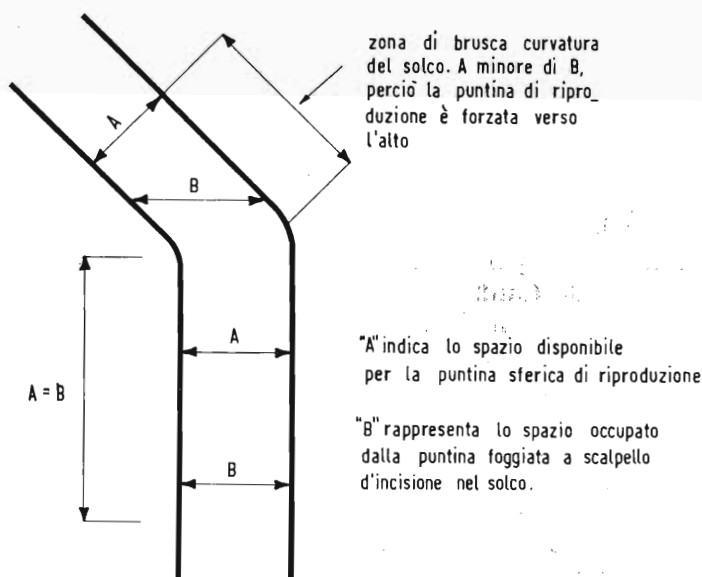 zona di brusca curvatura
del solco. A minore di B,
perciò la puntina di ripro_
duzione è forzata verso
l'alto
A
B
A
A = B
B
"A" indica lo spazio disponibile
per la puntina sferica di riproduzione
"B" rappresenta lo spazio occupato
dalla puntina foggiata a scalpello
d'incisione nel solco.